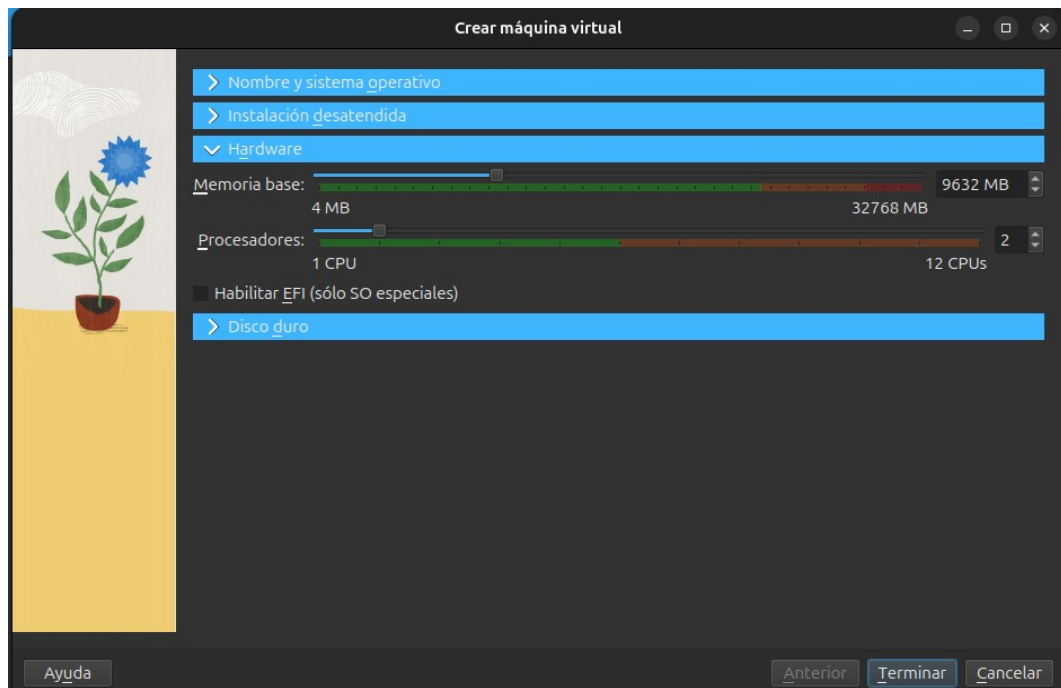 Crear máquina virtual
Nombre y sistema operativo
Instalación desatendida
Hardware
Memoria base: 9632 MB
4 MB 32768 MB
Procesadores: 2
1 CPU 12 CPUs
Habilitar EFI (sólo SO especiales)
Disco duro
Ayuda Anterior Terminar Cancelar